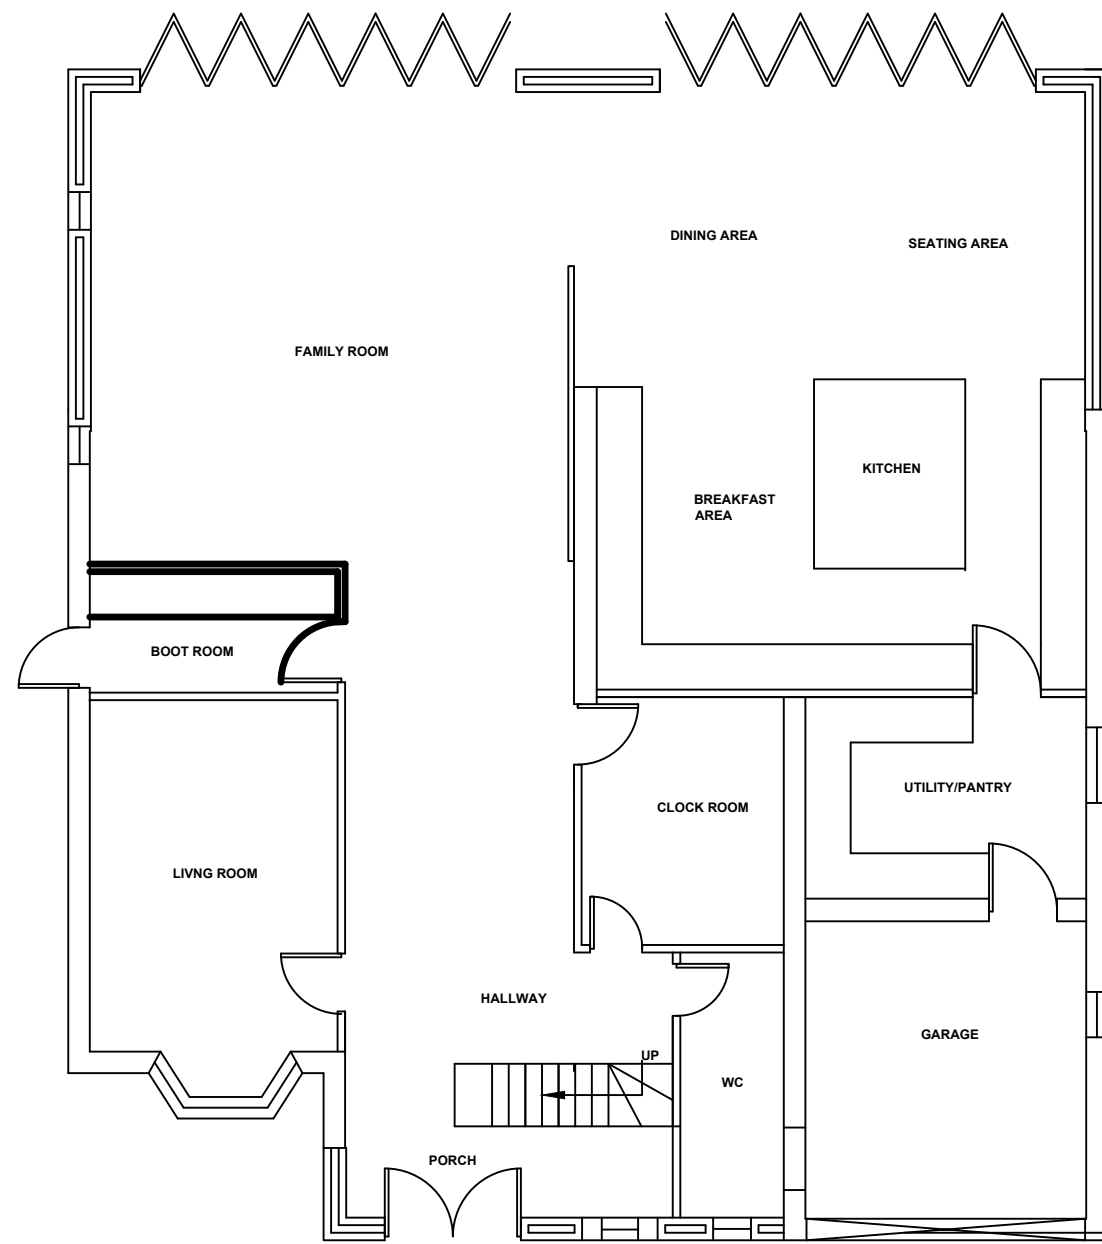 DINING AREA
SEATING AREA
FAMILY ROOM
KITCHEN
BREAKFAST
AREA
BOOT ROOM
UTILITY/PANTRY
CLOCK ROOM
LIVNG ROOM
HALLWAY
GARAGE
UP
WC
PORCH